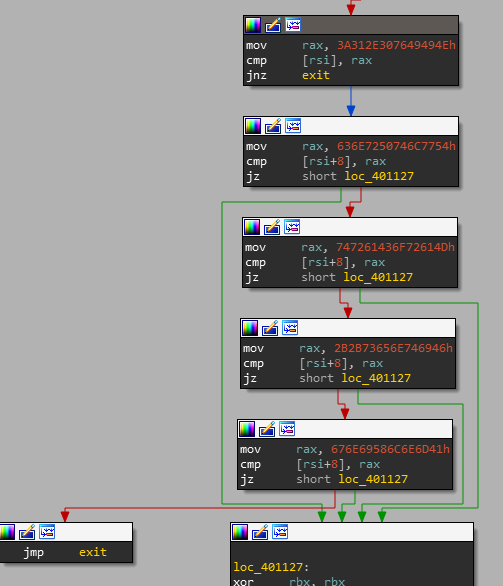 mov rax, 3A312E307649494Eh
cmp [rsi], rax
jnz exit
mov rax, 636E7250746C7754h
cmp [rsi+8], rax
jz short loc_401127
mov rax, 747261436F72614Dh
cmp [rsi+8], rax
jz short loc_401127
mov rax, 2B2B73656E746946h
cmp [rsi+8], rax
jz short loc_401127
mov rax, 676E69586C6E6D41h
cmp [rsi+8], rax
jz short loc_401127
jmp exit
loc_401127:
xor rbx, rbx